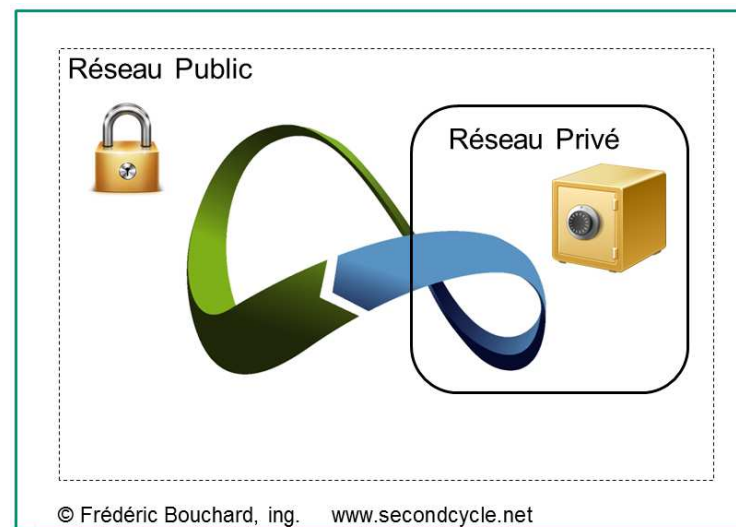 Réseau Public
Réseau Privé
© Frédéric Bouchard, ing. www.secondcycle.net